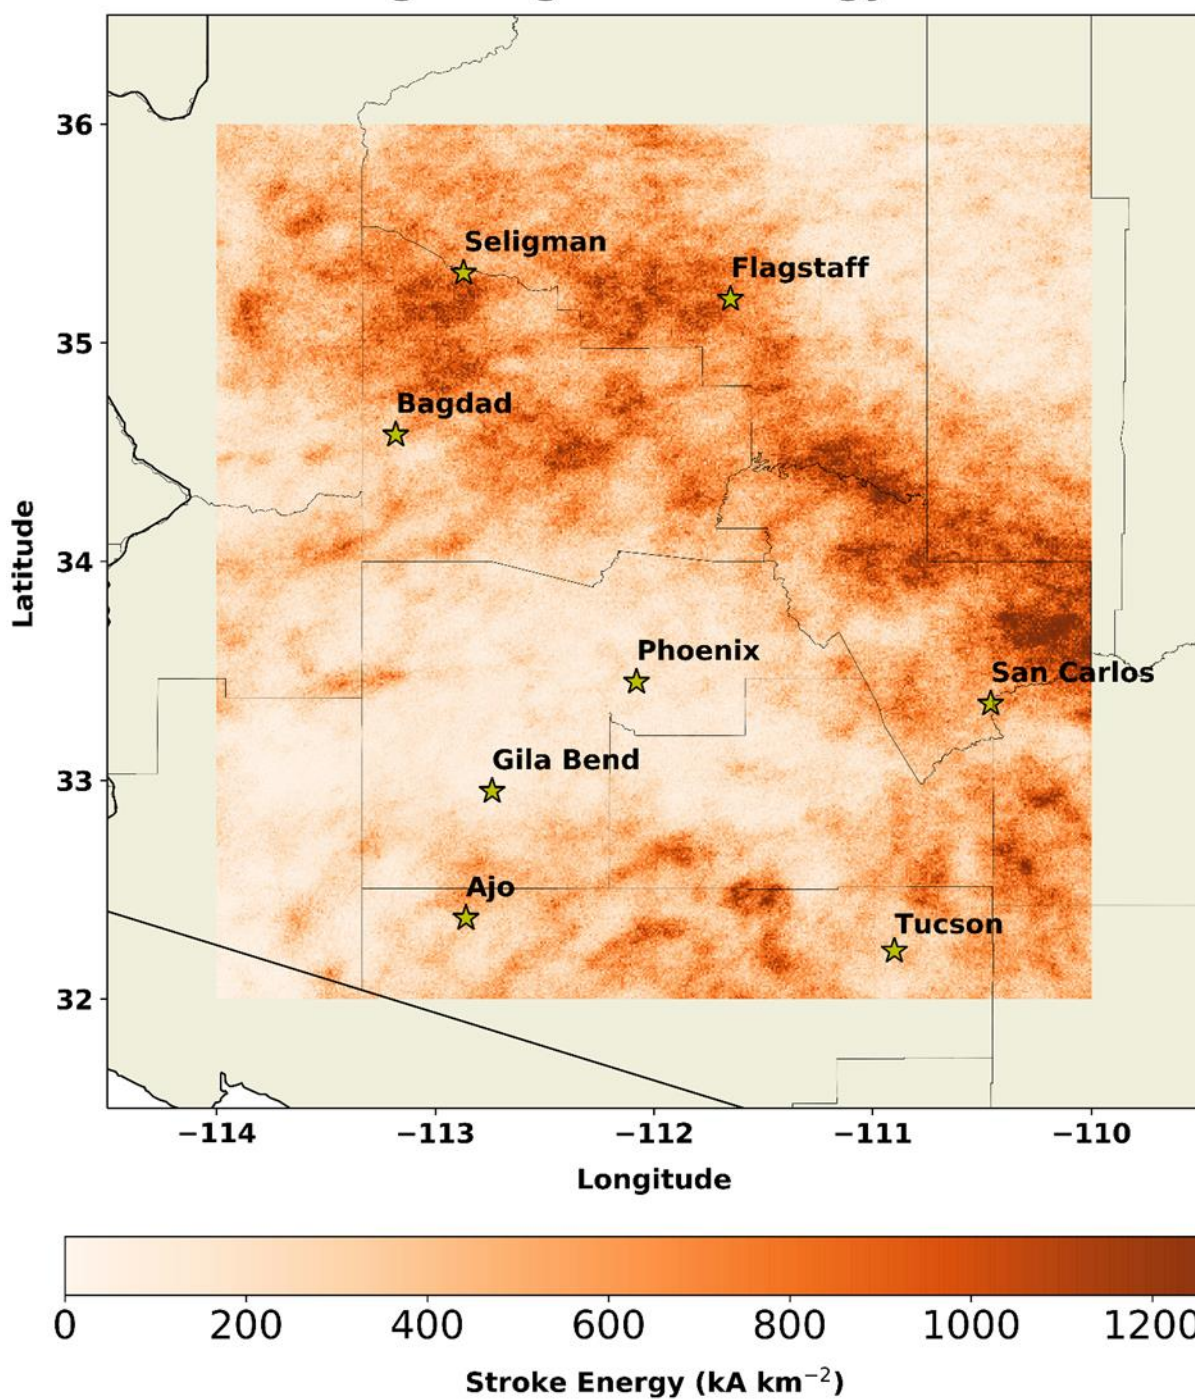 36
35
34
33
32
Latitude
Seligman
Flagstaff
Bagdad
Phoenix
San Carlos
Gila Bend
Ajo
Tucson
−114
−113
−112
−111
−110
Longitude
0
200
400
600
800
1000
Stroke Energy (kA km⁻²)